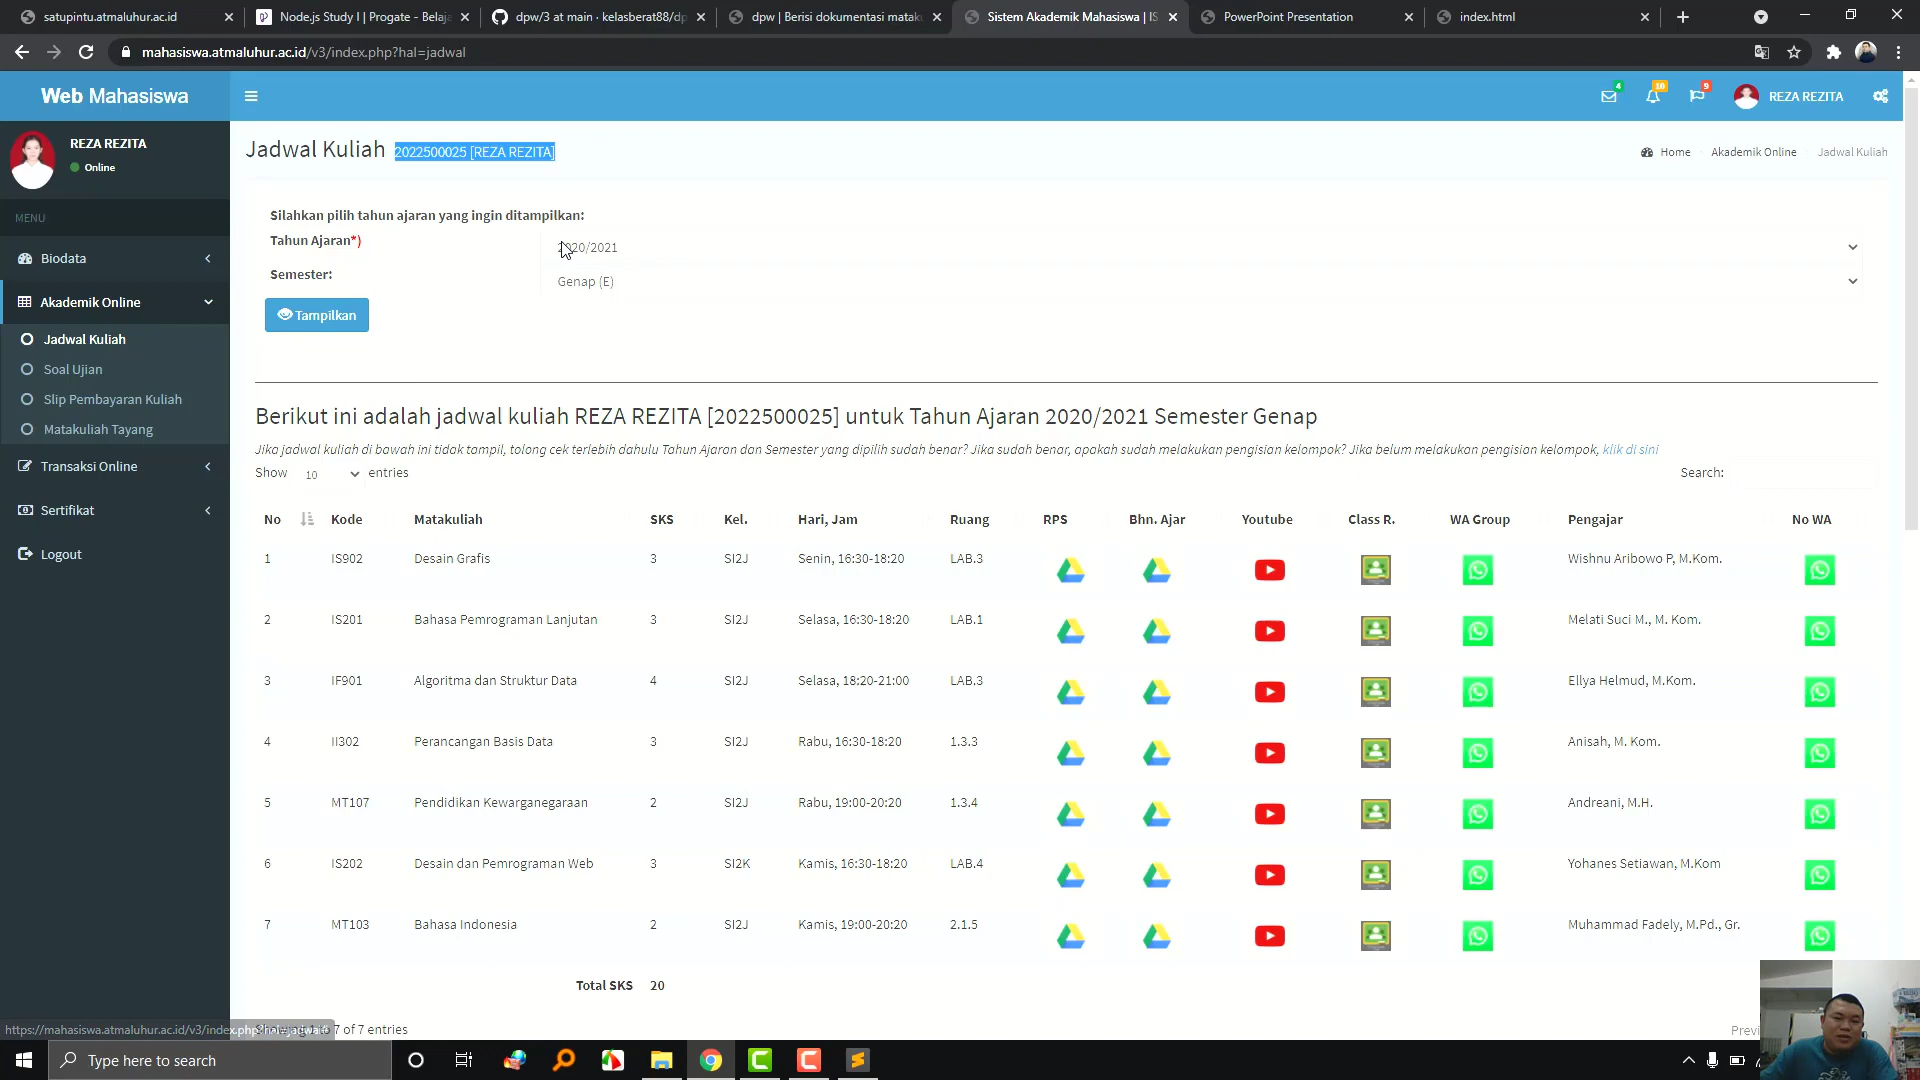 satupintu.atmaluhur.ac.id
Node.js Study I | Progate - Belaja
dpw/3 at main · kelasberat88/dp
dpw | Berisi dokumentasi mataku
Sistem Akademik Mahasiswa | IS
PowerPoint Presentation
index.html
mahasiswa.atmaluhur.ac.id/v3/index.php?hal=jadwal
Web Mahasiswa
4
10
9
REZA REZITA
REZA REZITA
Online
MENU
Biodata
Akademik Online
Jadwal Kuliah
Soal Ujian
Slip Pembayaran Kuliah
Matakuliah Tayang
Transaksi Online
Sertifikat
Logout
Jadwal Kuliah 2022500025 [REZA REZITA]
Home Akademik Online Jadwal Kuliah
Silahkan pilih tahun ajaran yang ingin ditampilkan:
Tahun Ajaran*) 2020/2021
Semester: Genap (E)
Tampilkan
Berikut ini adalah jadwal kuliah REZA REZITA [2022500025] untuk Tahun Ajaran 2020/2021 Semester Genap
Jika jadwal kuliah di bawah ini tidak tampil, tolong cek terlebih dahulu Tahun Ajaran dan Semester yang dipilih sudah benar? Jika sudah benar, apakah sudah melakukan pengisian kelompok? Jika belum melakukan pengisian kelompok, klik di sini
Show 10 entries Search:
No Kode Matakuliah SKS Kel. Hari, Jam Ruang RPS Bhn. Ajar Youtube Class R. WA Group Pengajar No WA
1 IS902 Desain Grafis 3 SI2J Senin, 16:30-18:20 LAB.3 Wishnu Aribowo P, M.Kom.
2 IS201 Bahasa Pemrograman Lanjutan 3 SI2J Selasa, 16:30-18:20 LAB.1 Melati Suci M., M. Kom.
3 IF901 Algoritma dan Struktur Data 4 SI2J Selasa, 18:20-21:00 LAB.3 Ellya Helmud, M.Kom.
4 II302 Perancangan Basis Data 3 SI2J Rabu, 16:30-18:20 1.3.3 Anisah, M. Kom.
5 MT107 Pendidikan Kewarganegaraan 2 SI2J Rabu, 19:00-20:20 1.3.4 Andreani, M.H.
6 IS202 Desain dan Pemrograman Web 3 SI2K Kamis, 16:30-18:20 LAB.4 Yohanes Setiawan, M.Kom
7 MT103 Bahasa Indonesia 2 SI2J Kamis, 19:00-20:20 2.1.5 Muhammad Fadely, M.Pd., Gr.
Total SKS 20
7 of 7 entries
Previ
https://mahasiswa.atmaluhur.ac.id/v3/index.php?hal=jadwal#
Type here to search